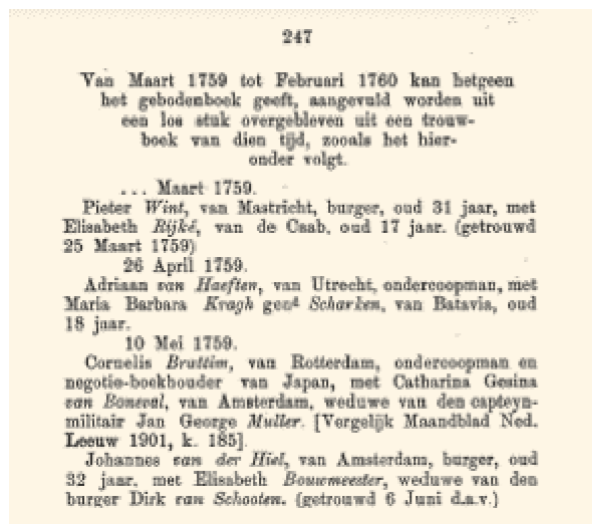 247
Van Maart 1759 tot Februari 1760 kan hetgeen
het gebodenboek geeft, aangevuld worden uit
een los stuk overgebleven uit een trouw-
boek van dien tijd, zooals het hier-
onder volgt.
... Maart 1759.
Pieter Wint, van Mastricht, burger, oud 31 jaar, met
Elisabeth Rijké, van de Caab, oud 17 jaar. (getrouwd
25 Maart 1759)
26 April 1759.
Adriaan van Haeften, van Utrecht, ondercoopman, met
Maria Barbara Kragh gend Scharken, van Batavia, oud
18 jaar.
10 Mei 1759.
Cornelis Bruttim, van Rotterdam, ondercoopman en
negotie-boekhouder van Japan, met Catharina Gesina
van Boneval, van Amsterdam, weduwe van den capteyn-
militair Jan George Muller. [Vergelijk Maandblad Ned.
Leeuw 1901, k. 185].
Johannes van der Hiel, van Amsterdam, burger, oud
32 jaar, met Elisabeth Bouwmeester, weduwe van den
burger Dirk van Schooten. (getrouwd 6 Juni d.a.v.)